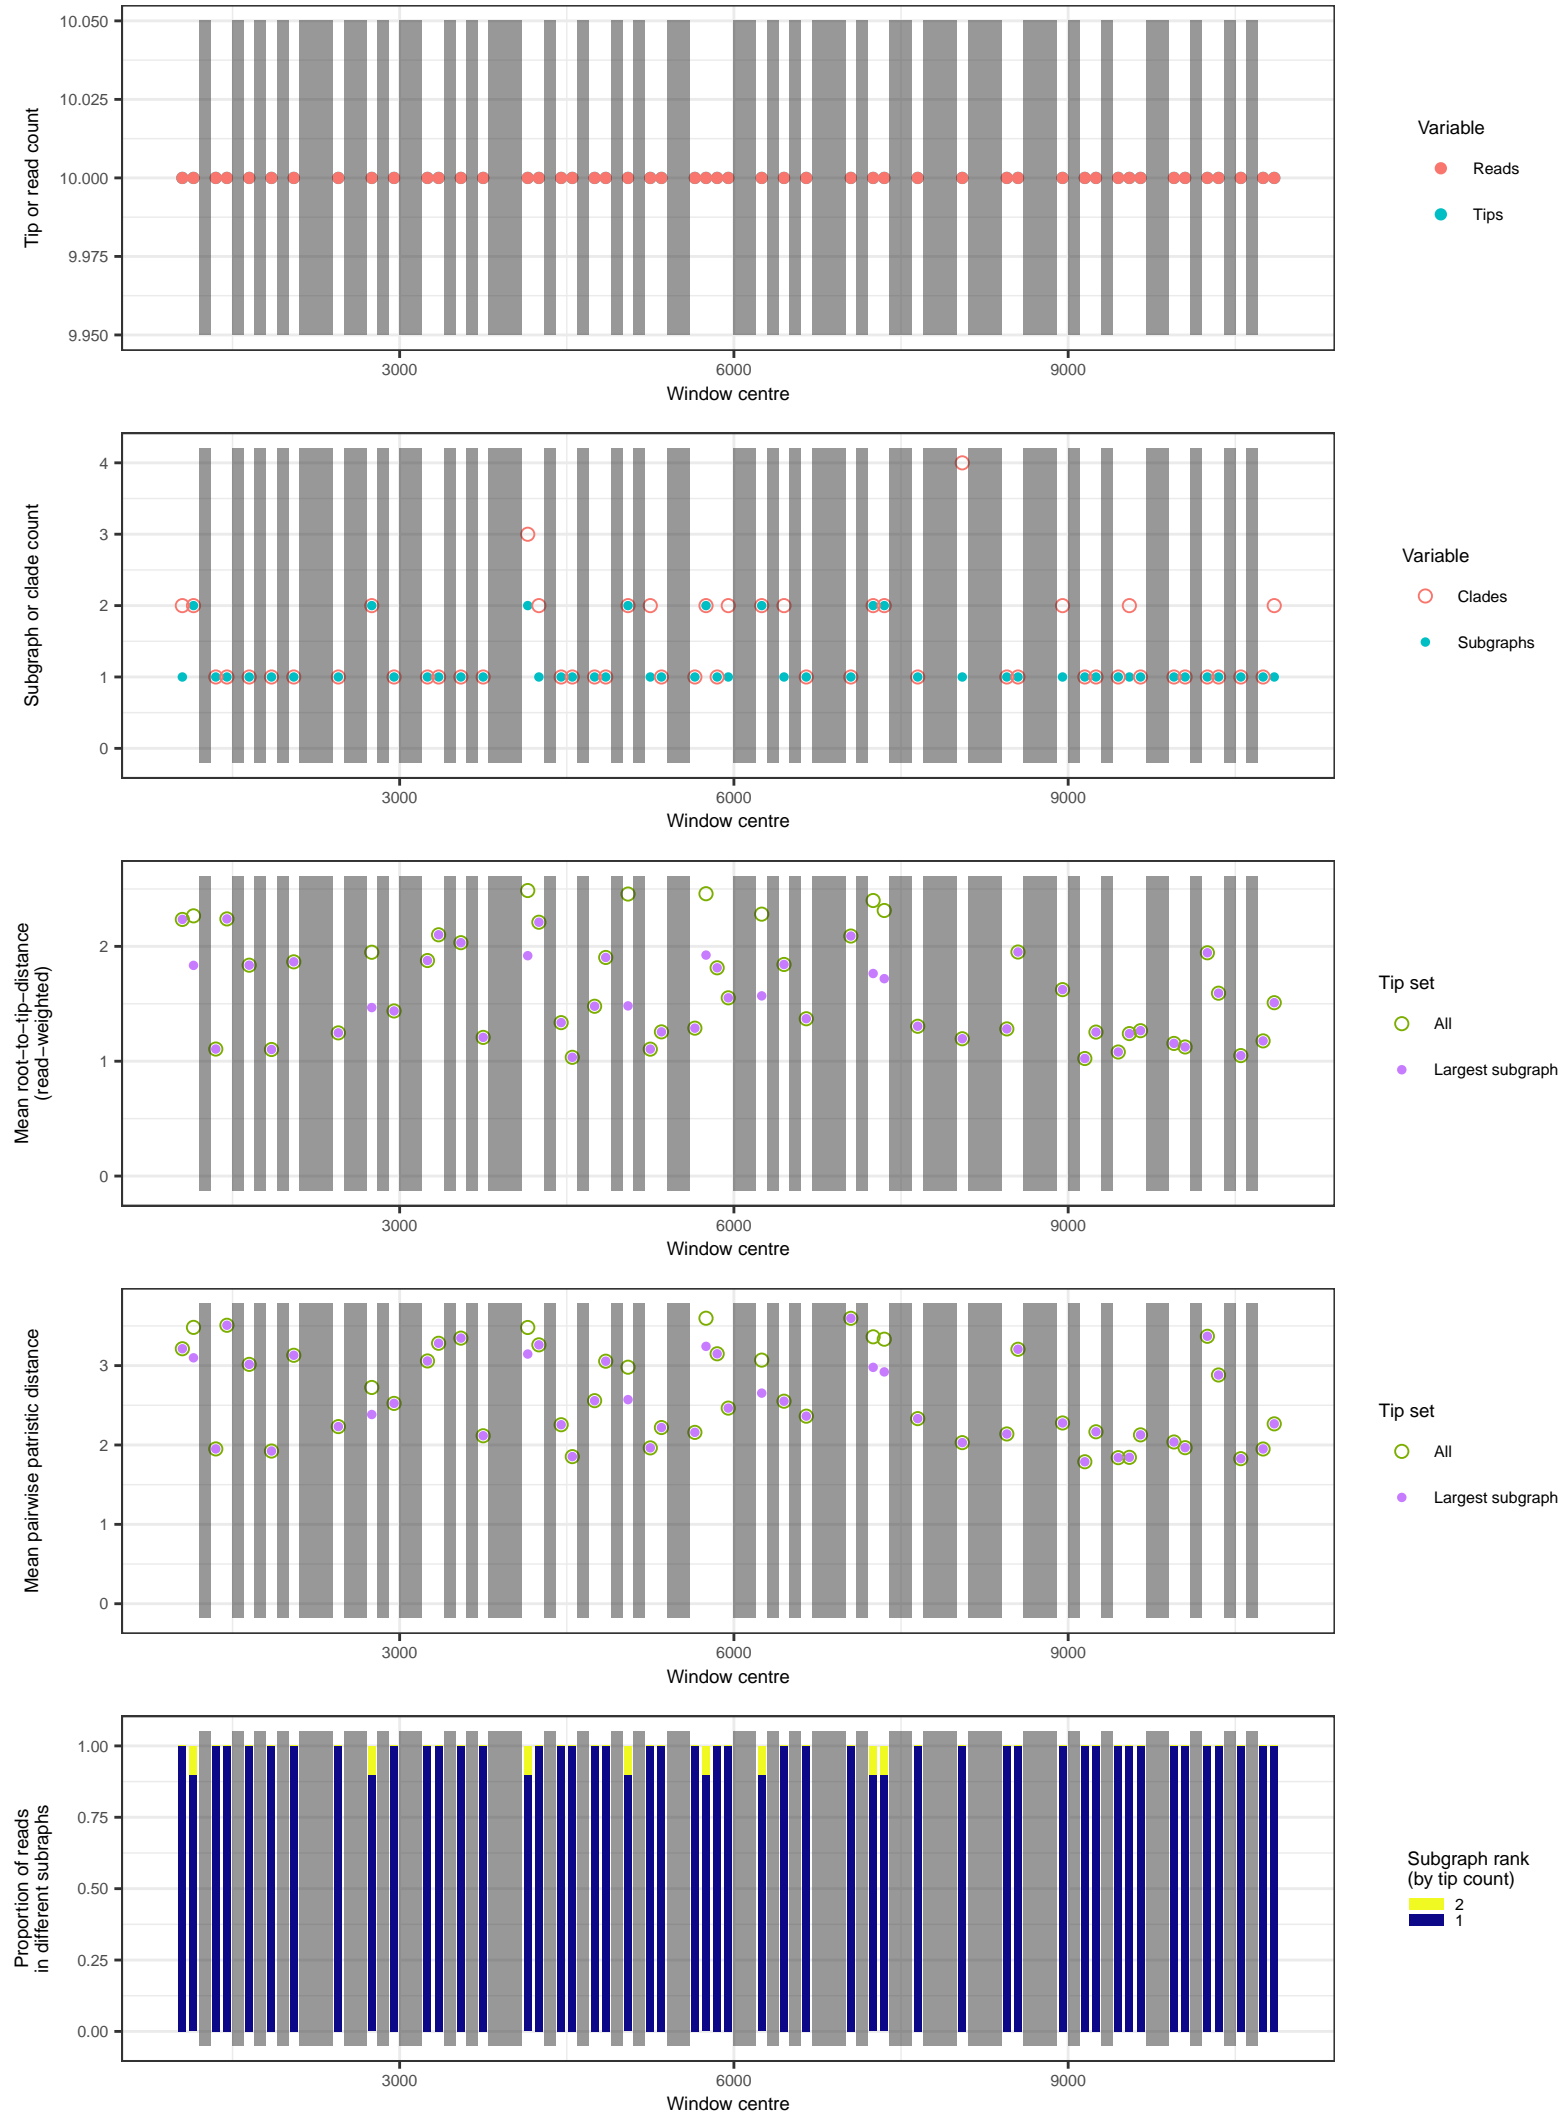 10.050
10.025
10.000
9.975
9.950
Tip or read count
3000
6000
9000
Window centre
Variable
Reads
Tips
4
3
2
1
0
Subgraph or clade count
3000
6000
9000
Window centre
Variable
Clades
Subgraphs
2
1
0
Mean root−to−tip−distance
(read−weighted)
3000
6000
9000
Window centre
Tip set
All
Largest subgraph
3
2
1
0
Mean pairwise patristic distance
3000
6000
9000
Window centre
Tip set
All
Largest subgraph
1.00
0.75
0.50
0.25
0.00
Proportion of reads
in different subraphs
3000
6000
9000
Window centre
Subgraph rank
(by tip count)
2
1